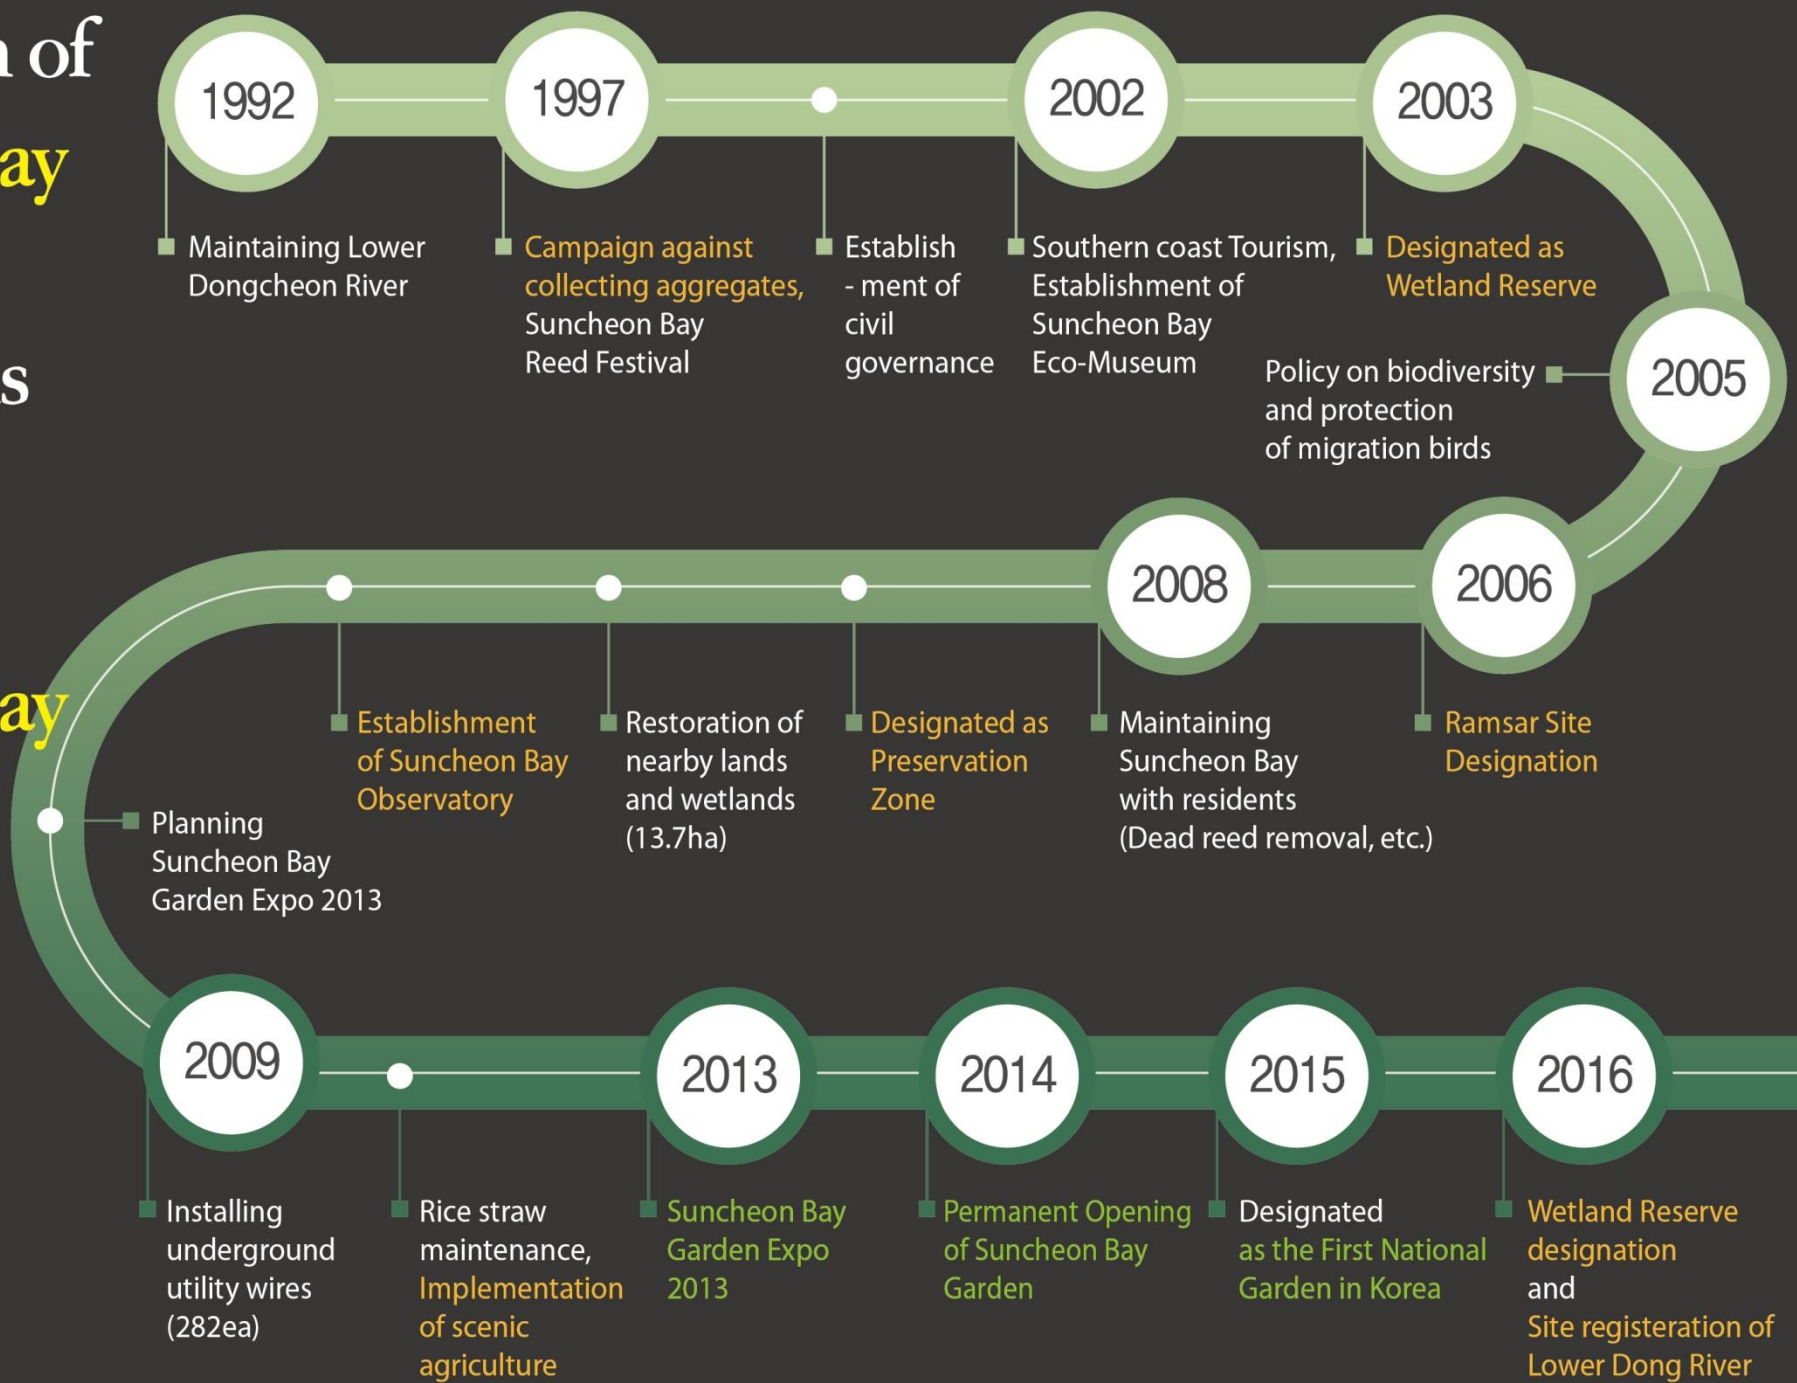 n of
ay
s
ay
1992
Maintaining Lower
Dongcheon River
1997
Campaign against
collecting aggregates,
Suncheon Bay
Reed Festival
Establish
- ment of
civil
governance
2002
Southern coast Tourism,
Establishment of
Suncheon Bay
Eco-Museum
2003
Designated as
Wetland Reserve
2005
Policy on biodiversity
and protection
of migration birds
2006
Ramsar Site
Designation
2008
Maintaining
Suncheon Bay
with residents
(Dead reed removal, etc.)
Designated as
Preservation
Zone
Restoration of
nearby lands
and wetlands
(13.7ha)
Establishment
of Suncheon Bay
Observatory
Planning
Suncheon Bay
Garden Expo 2013
2009
Installing
underground
utility wires
(282ea)
Rice straw
maintenance,
Implementation
of scenic
agriculture
2013
Suncheon Bay
Garden Expo
2013
2014
Permanent Opening
of Suncheon Bay
Garden
2015
Designated
as the First National
Garden in Korea
2016
Wetland Reserve
designation
and
Site registeration of
Lower Dong River